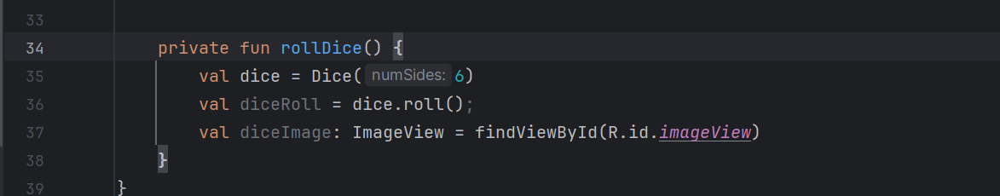 33
34 private fun rollDice() {
35 val dice = Dice( numSides: 6)
36 val diceRoll = dice.roll();
37 val diceImage: ImageView = findViewById(R.id.imageView)
38 }
39 }